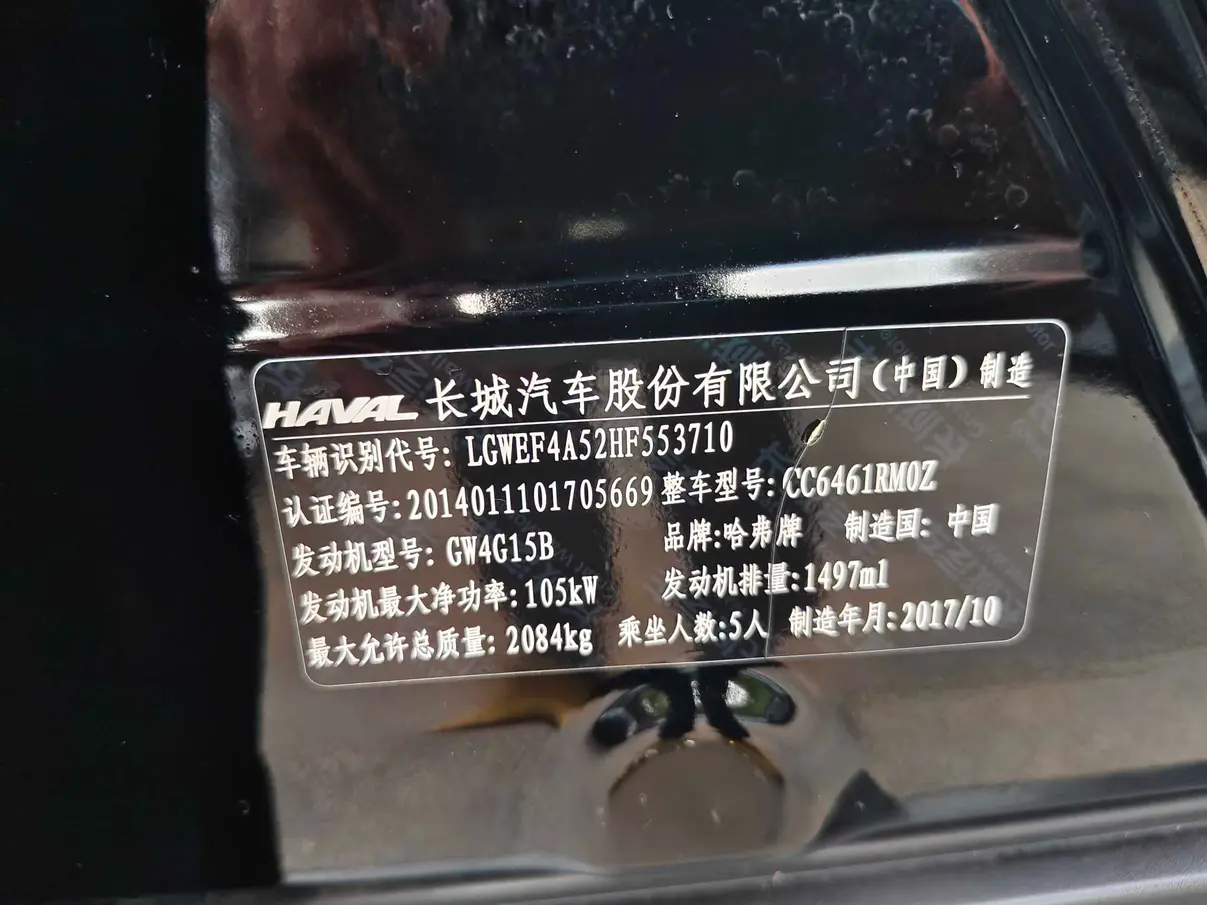 HAVAL 长城汽车股份有限公司(中国)制造
车辆识别代号: LGWEF4A52HF553710
认证编号:2014011101705669 整车型号:CC6461RM0Z
发动机型号: GW4G15B 品牌:哈弗牌 制造国: 中国
发动机最大净功率:105kW 发动机排量:1497ml
最大允许总质量: 2084kg 乘坐人数:5人 制造年月:2017/10